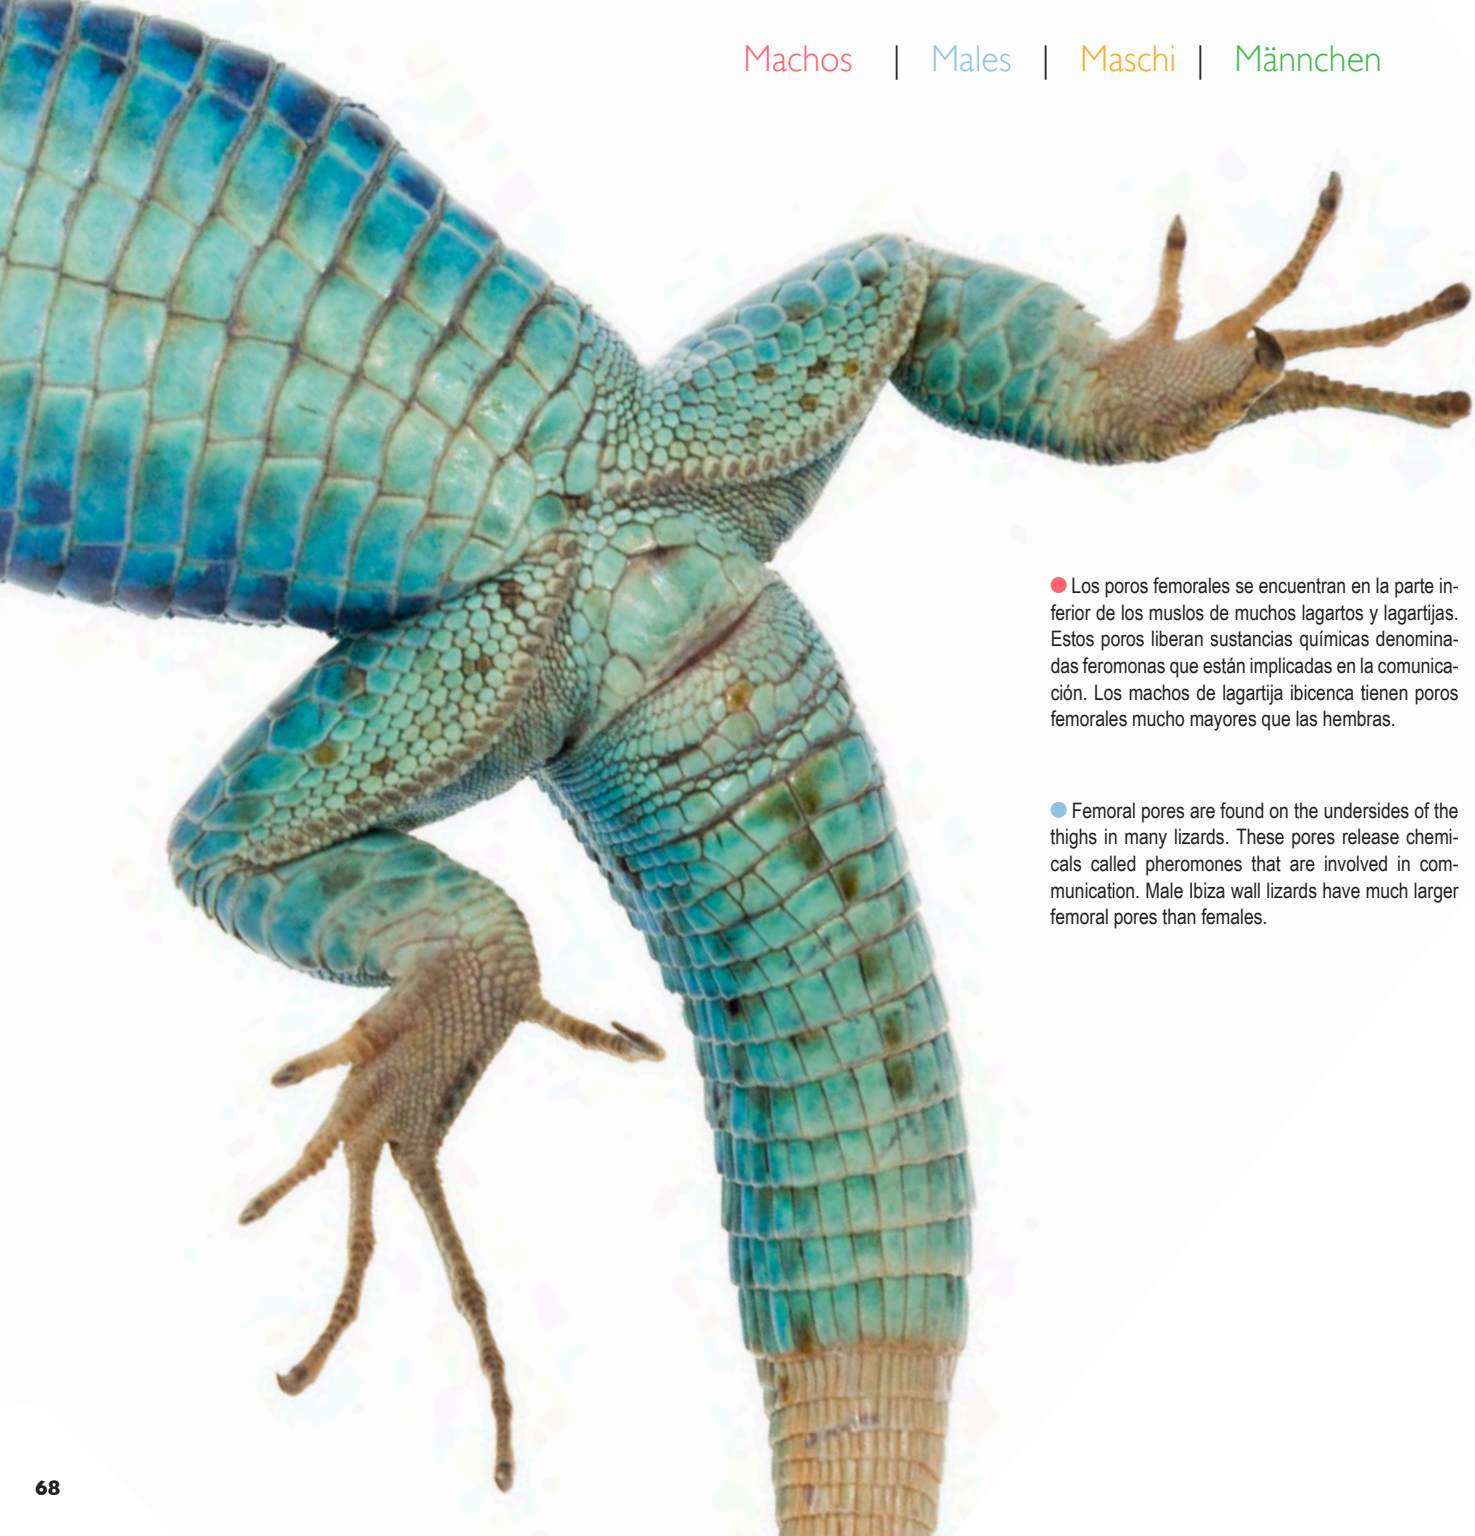 Machos | Males | Maschi | Männchen
Los poros femorales se encuentran en la parte in-
ferior de los muslos de muchos lagartos y lagartijas.
Estos poros liberan sustancias químicas denomina-
das feromonas que están implicadas en la comunica-
ción. Los machos de lagartija ibicenca tienen poros
femorales mucho mayores que las hembras.
Femoral pores are found on the undersides of the
thighs in many lizards. These pores release chemi-
cals called pheromones that are involved in com-
munication. Male Ibiza wall lizards have much larger
femoral pores than females.
68